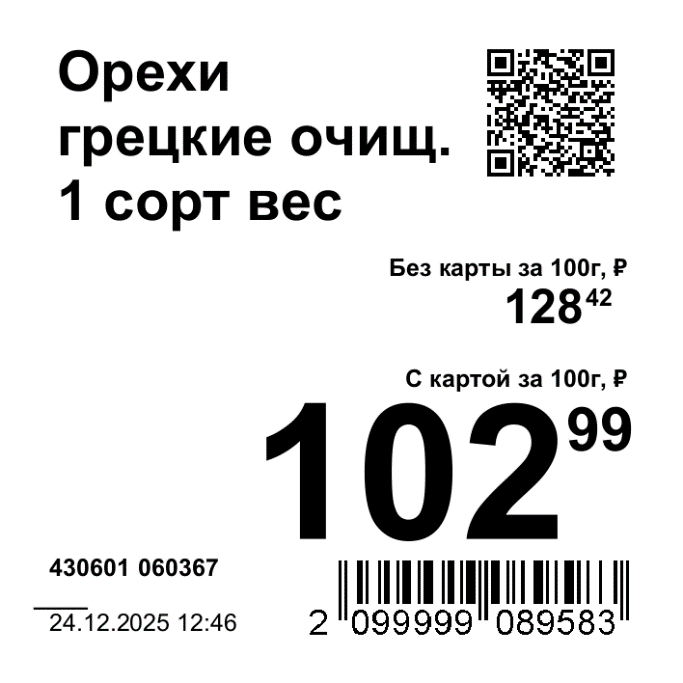 Орехи
грецкие очищ.
1 сорт вес
Без карты за 100г, ₽
128 42
С картой за 100г, ₽
102 99
430601 060367
24.12.2025 12:46
2 099999 089583